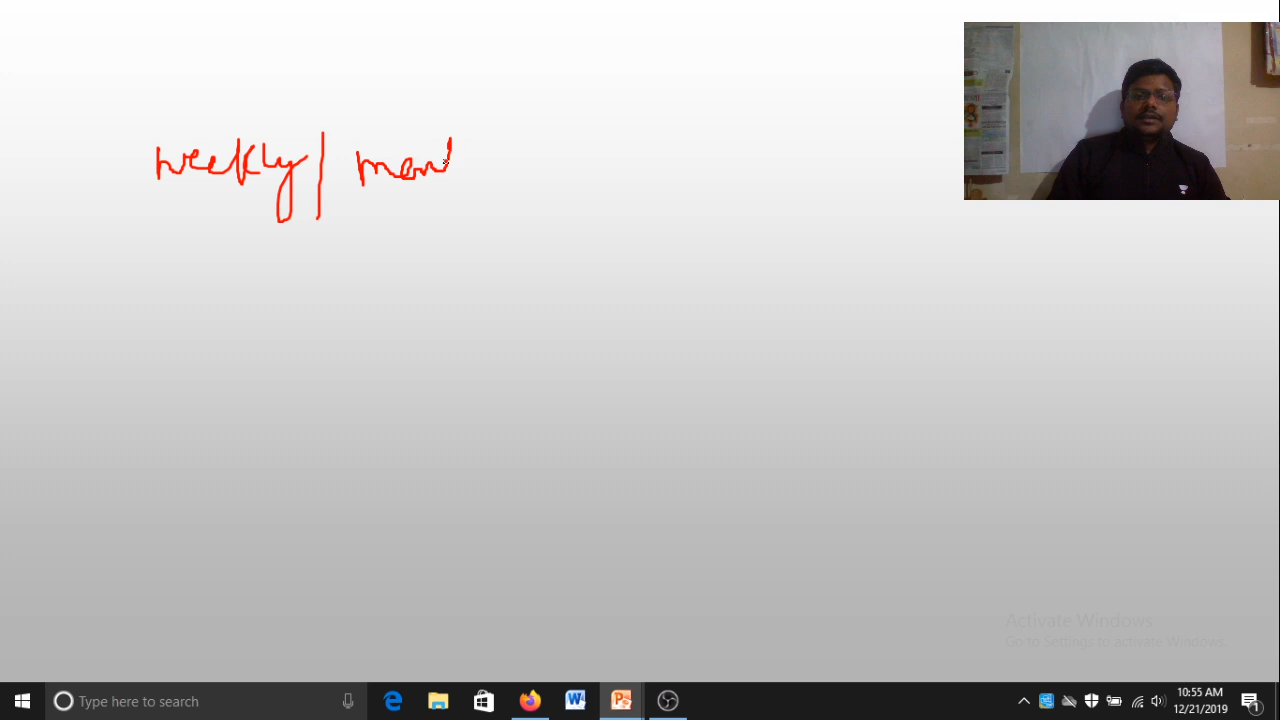 weekly / mon
Activate Windows
Go to Settings to activate Windows.
Type here to search
10:55 AM
12/21/2019
1